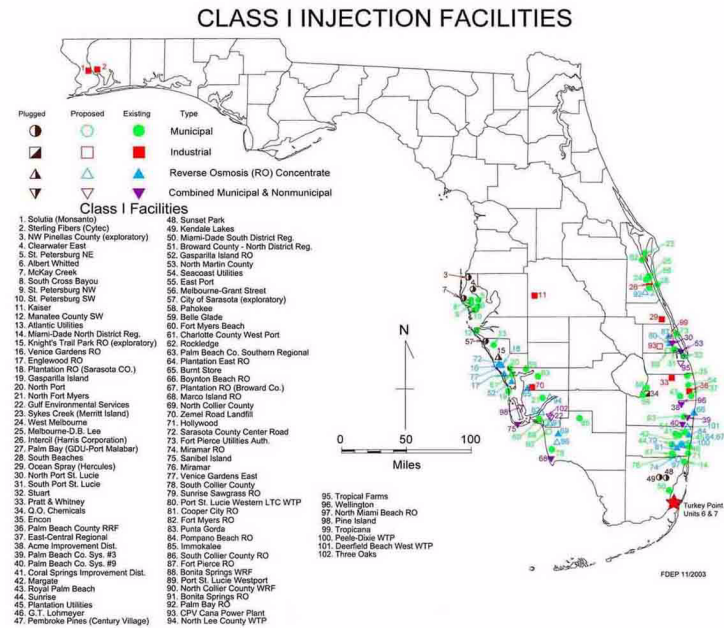 CLASS I INJECTION FACILITIES
Plugged Proposed Existing Type
Municipal
Industrial
Reverse Osmosis (RO) Concentrate
Combined Municipal & Nonmunicipal
Class I Facilities
1. Solutia (Monsanto)
2. Sterling Fibers (Cytec)
3. NW Pinellas County (exploratory)
4. Clearwater East
5. St. Petersburg NE
6. Albert Whitted
7. McKay Creek
8. South Cross Bayou
9. St. Petersburg NW
10. St. Petersburg SW
11. Kaiser
12. Manatee County SW
13. Atlantic Utilities
14. Miami-Dade North District Reg.
15. Knight's Trail Park RO (exploratory)
16. Venice Gardens RO
17. Englewood RO
18. Plantation RO (Sarasota CO.)
19. Gasparilla Island
20. North Port
21. North Fort Myers
22. Gulf Environmental Services
23. Sykes Creek (Merritt Island)
24. West Melbourne
25. Melbourne-D.B. Lee
26. Intercil (Harris Corporation)
27. Palm Bay (GDU-Port Malabar)
28. South Beaches
29. Ocean Spray (Hercules)
30. North Port St. Lucie
31. South Port St. Lucie
32. Stuart
33. Pratt & Whitney
34. Q.O. Chemicals
35. Encon
36. Palm Beach County RRF
37. East-Central Regional
38. Acme Improvement Dist.
39. Palm Beach Co. Sys. #3
40. Palm Beach Co. Sys. #9
41. Coral Springs Improvement Dist.
42. Margate
43. Royal Palm Beach
44. Sunrise
45. Plantation Utilities
46. G.T. Lohmeyer
47. Pembroke Pines (Century Village)
48. Sunset Park
49. Kendale Lakes
50. Miami-Dade South District Reg.
51. Broward County - North District Reg.
52. Gasparilla Island RO
53. North Martin County
54. Seacoast Utilities
55. East Port
56. Melbourne-Grant Street
57. City of Sarasota (exploratory)
58. Pahokee
59. Belle Glade
60. Fort Myers Beach
61. Charlotte County West Port
62. Rockledge
63. Palm Beach Co. Southern Regional
64. Plantation East RO
65. Burnt Store
66. Boynton Beach RO
67. Plantation RO (Broward Co.)
68. Marco Island RO
69. North Collier County
70. Zemel Road Landfill
71. Hollywood
72. Sarasota County Center Road
73. Fort Pierce Utilities Auth.
74. Miramar RO
75. Sanibel Island
76. Miramar
77. Venice Gardens East
78. South Collier County
79. Sunrise Sawgrass RO
80. Port St. Lucie Western LTC WTP
81. Cooper City RO
82. Fort Myers RO
83. Punta Gorda
84. Pompano Beach RO
85. Immokalee
86. South Collier County RO
87. Fort Pierce RO
88. Bonita Springs WRF
89. Port St. Lucie Westport
90. North Collier County WRF
91. Bonita Springs RO
92. Palm Bay RO
93. CPV Cana Power Plant
94. North Lee County WTP
95. Tropical Farms
96. Wellington
97. North Miami Beach RO
98. Pine Island
99. Tropicana
100. Peele-Dixie WTP
101. Deerfield Beach West WTP
102. Three Oaks
N
0 50 100
Miles
Turkey Point
Units 6 & 7
FDEP 11/2003